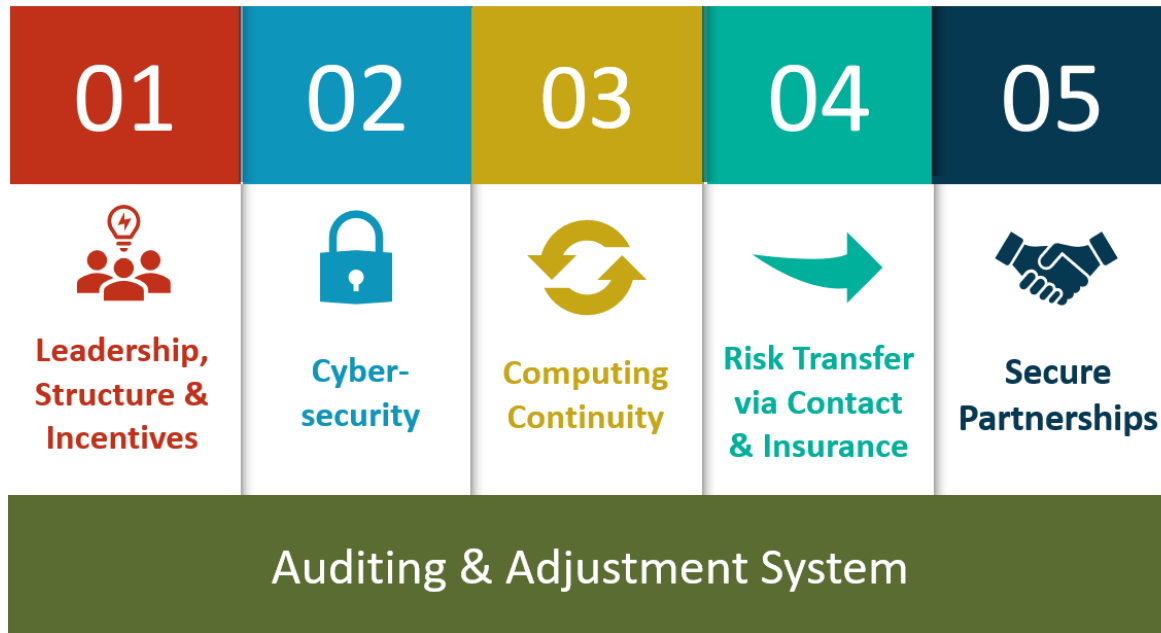 01
02
03
04
05
Leadership,
Structure &
Incentives
Cyber-
security
Computing
Continuity
Risk Transfer
via Contact
& Insurance
Secure
Partnerships
Auditing & Adjustment System